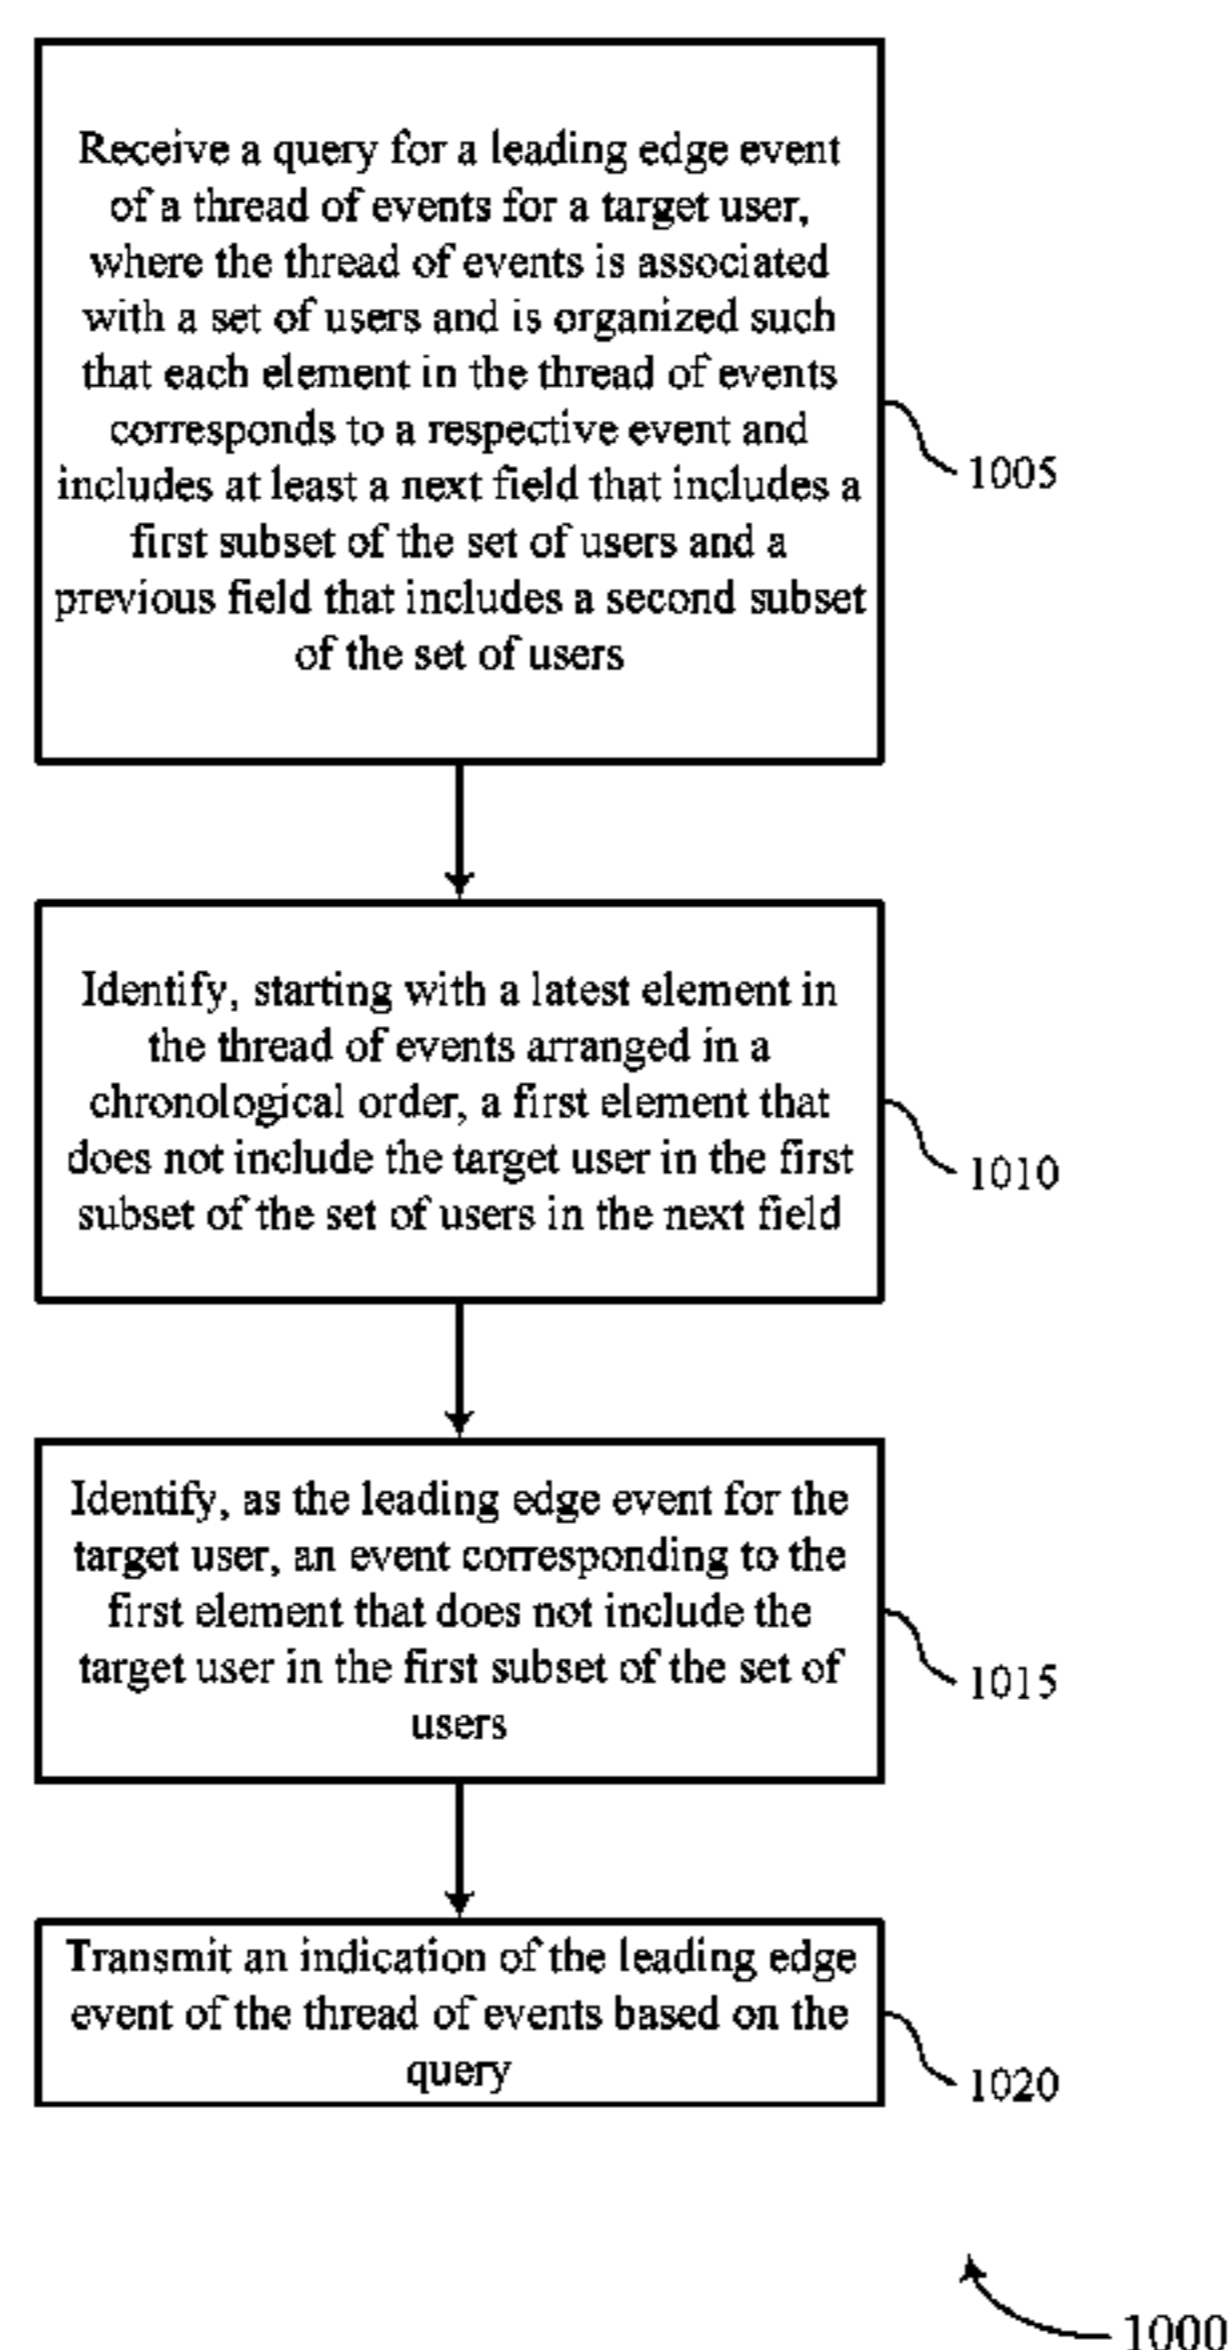 Receive a query for a leading edge event
of a thread of events for a target user,
where the thread of events is associated
with a set of users and is organized such
that each element in the thread of events
corresponds to a respective event and
includes at least a next field that includes a
first subset of the set of users and a
previous field that includes a second subset
of the set of users
1005
Identify, starting with a latest element in
the thread of events arranged in a
chronological order, a first element that
does not include the target user in the first
subset of the set of users in the next field
1010
Identify, as the leading edge event for the
target user, an event corresponding to the
first element that does not include the
target user in the first subset of the set of
users
1015
Transmit an indication of the leading edge
event of the thread of events based on the
query
1020
1000